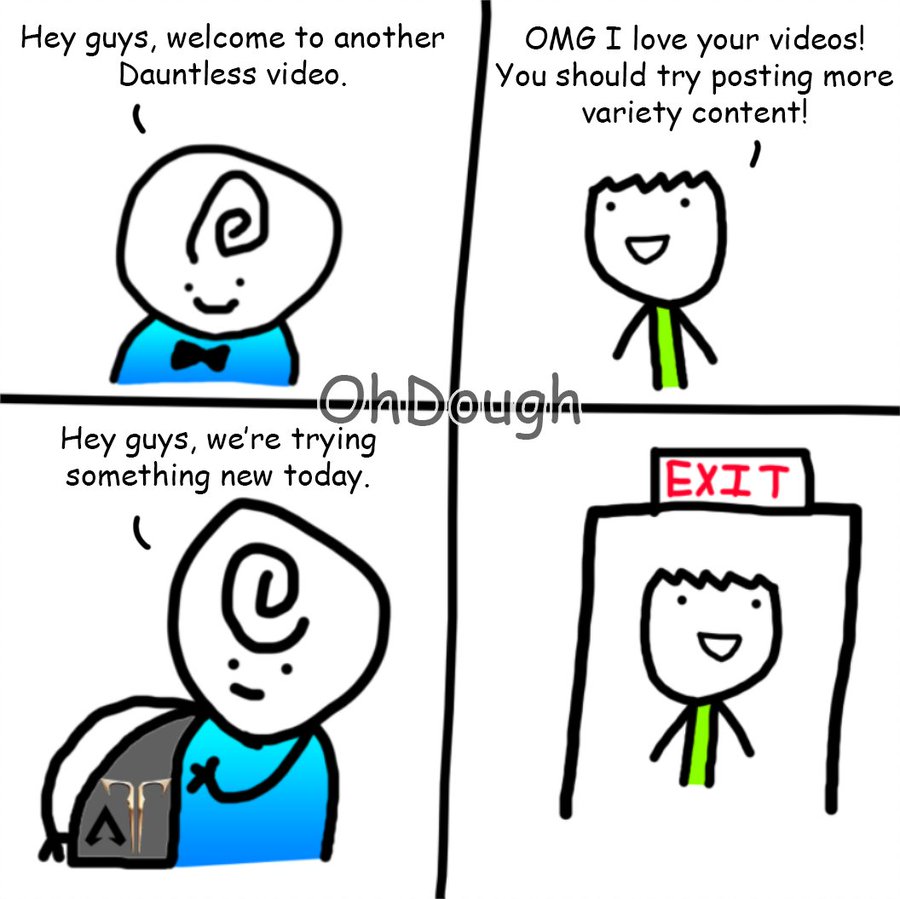 Hey guys, welcome to another
Dauntless video.
OMG I love your videos!
You should try posting more
variety content!
OhDough
Hey guys, we're trying
something new today.
EXIT